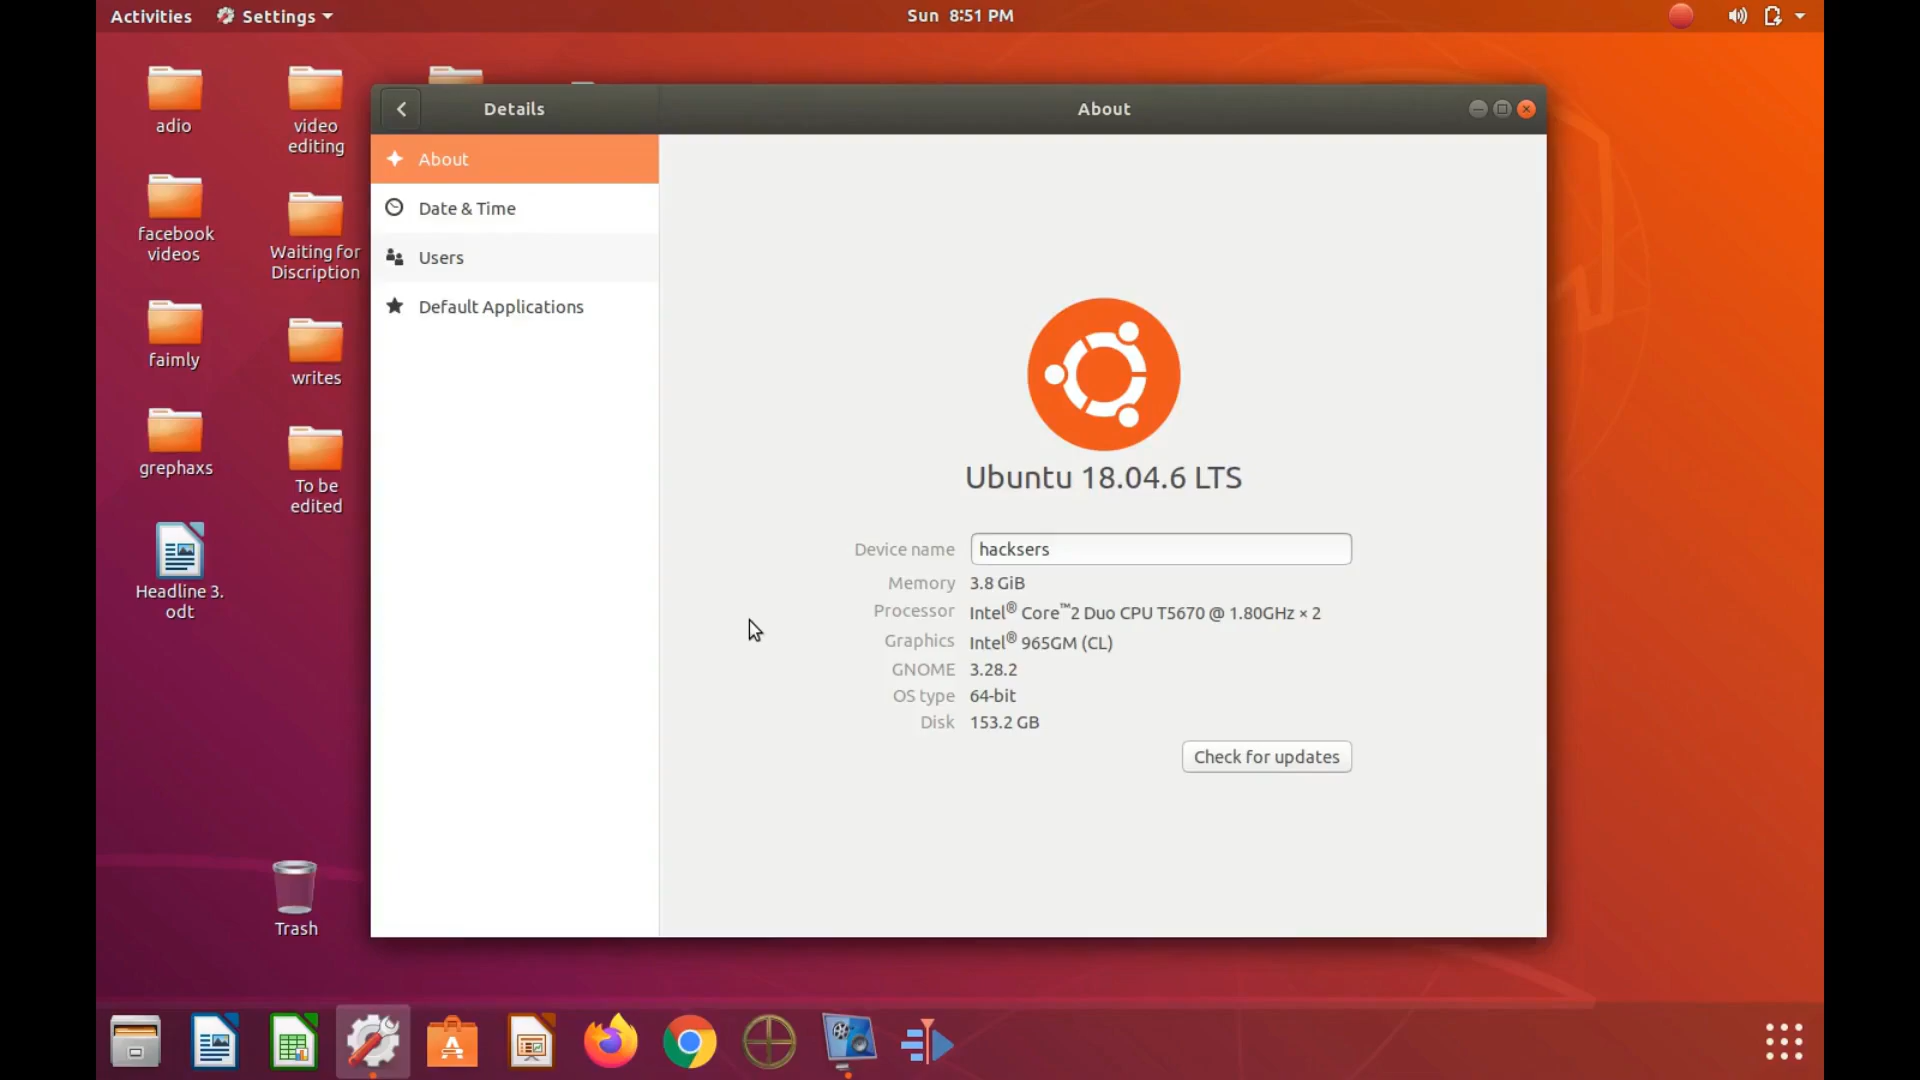 Activities
Settings
Sun 8:51 PM
adio
video
editing
facebook
videos
Waiting for
Discription
faimly
writes
grephaxs
To be
edited
Headline 3.
odt
Trash
Details
About
About
Date & Time
Users
Default Applications
Ubuntu 18.04.6 LTS
Device name hacksers
Memory 3.8 GiB
Processor Intel® Core™2 Duo CPU T5670 @ 1.80GHz × 2
Graphics Intel® 965GM (CL)
GNOME 3.28.2
OS type 64-bit
Disk 153.2 GB
Check for updates